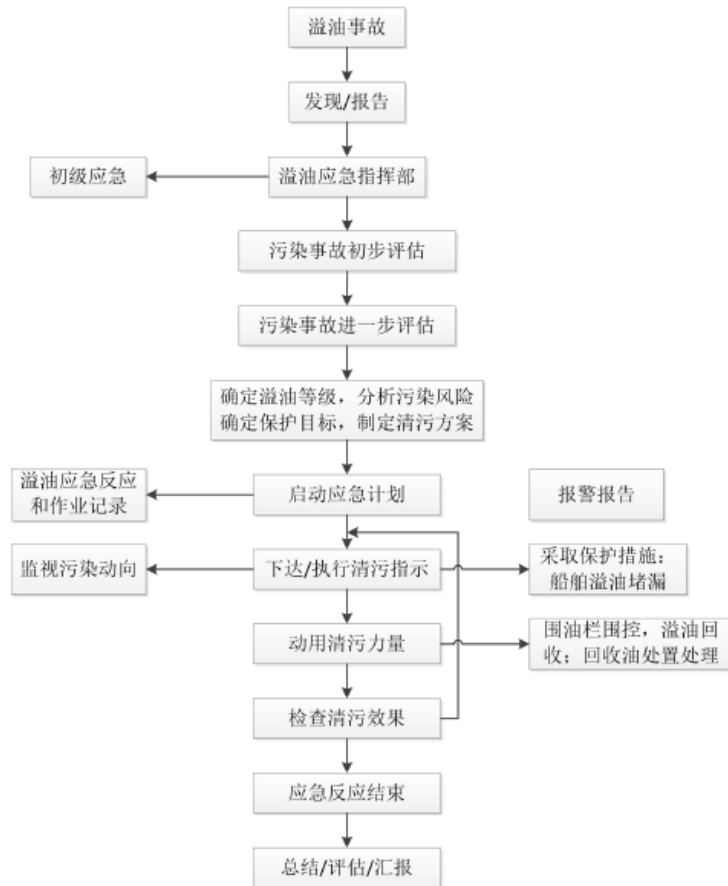 溢油事故
发现/报告
初级应急
溢油应急指挥部
污染事故初步评估
污染事故进一步评估
确定溢油等级，分析污染风险
确定保护目标，制定清污方案
溢油应急反应
和作业记录
启动应急计划
报警报告
监视污染动向
下达/执行清污指示
采取保护措施；
船舶溢油堵漏
动用清污力量
围油栏围控，溢油回
收；回收油处置处理
检查清污效果
应急反应结束
总结/评估/汇报